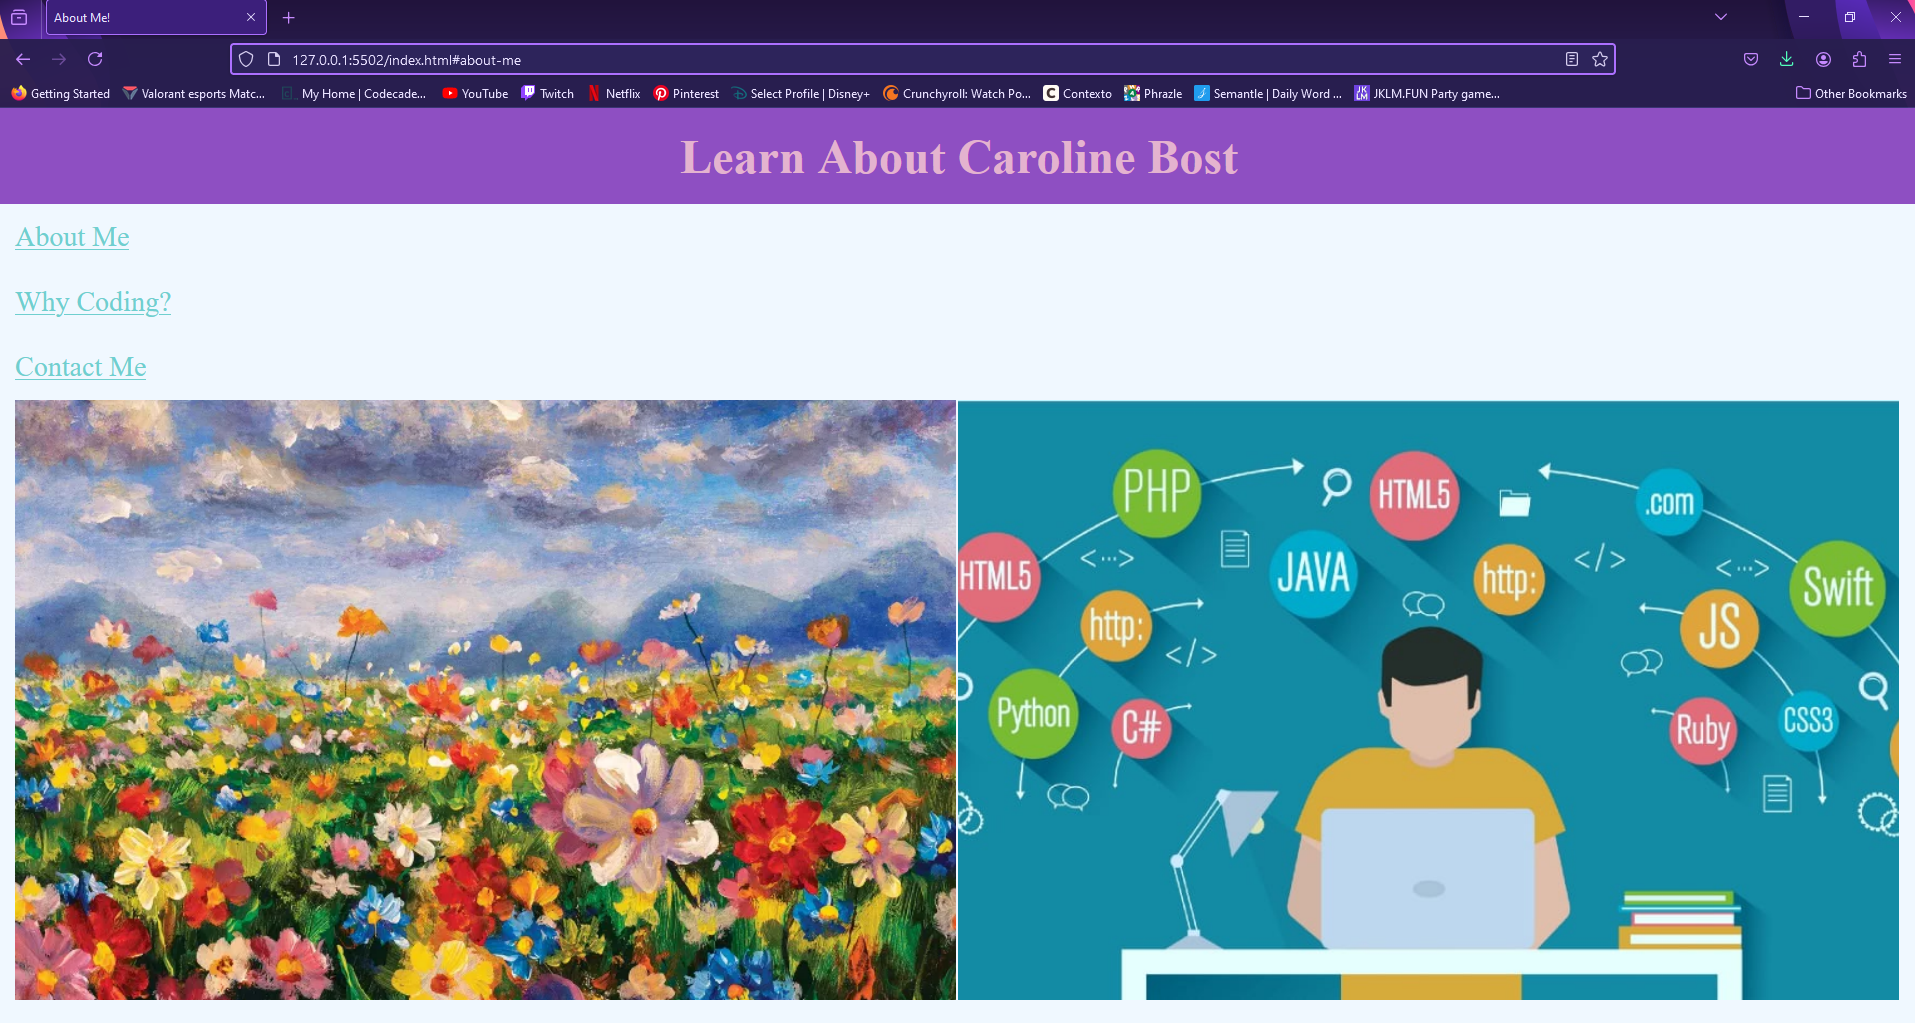 About Me!
127.0.0.1:5502/index.html#about-me
Getting Started Valorant esports Matc... My Home | Codecade... YouTube Twitch Netflix Pinterest Select Profile | Disney+ Crunchyroll: Watch Po... Contexto Phrazle Semantle | Daily Word ... JKLM.FUN Party game... Other Bookmarks
Learn About Caroline Bost
About Me
Why Coding?
Contact Me
PHP
HTML5
.com
HTML5
<...>
JAVA
http:
</>
<...>
Swift
http:
</>
JS
Python
C#
Ruby
CSS3